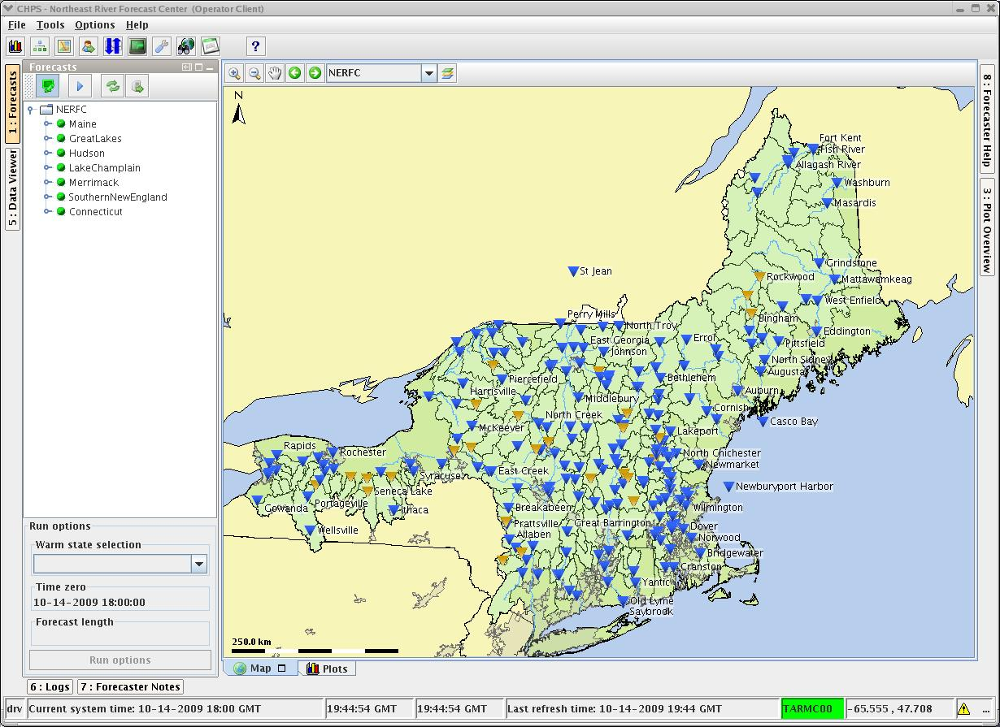 CHPS - Northeast River Forecast Center (Operator Client)
File Tools Options Help
?
1 : Forecasts
5 : Data Viewer
Forecasts
NERFC
Maine
GreatLakes
Hudson
LakeChamplain
Merrimack
SouthernNewEngland
Connecticut
Run options
Warm state selection
Time zero
10-14-2009 18:00:00
Forecast length
Run options
NERFC
N
Fort Kent
Fish River
Allagash River
Washburn
Masardis
Grindstone
St Jean
Rockwood
Mattawamkeag
West Enfield
Perry Mills
Bingham
North Troy
Eddington
East Georgia
Errol
Pittsfield
Johnson
North Sidney
Augusta
Piercefield
Bethlehem
Harrisville
Auburn
Middlebury
Cornish
North Creek
Casco Bay
McKeever
Lakeport
Rapids
Rochester
North Chichester
Newmarket
East Creek
Syracuse
Seneca Lake
Newburyport Harbor
Portageville
Gowanda
Ithaca
Breakabeen
Wilmington
Prattsville
Great Barrington
Dover
Wellsville
Allaben
Norwood
Bridgewater
Cranston
Yantic
Old Lyme
Saybrook
250.0 km
Map
Plots
8 : Forecaster Help
3 : Plot Overview
6 : Logs
7 : Forecaster Notes
drv
Current system time: 10-14-2009 18:00 GMT
19:44:54 GMT
19:44:54 GMT
Last refresh time: 10-14-2009 19:44 GMT
TARMC00
-65.555 , 47.708
...